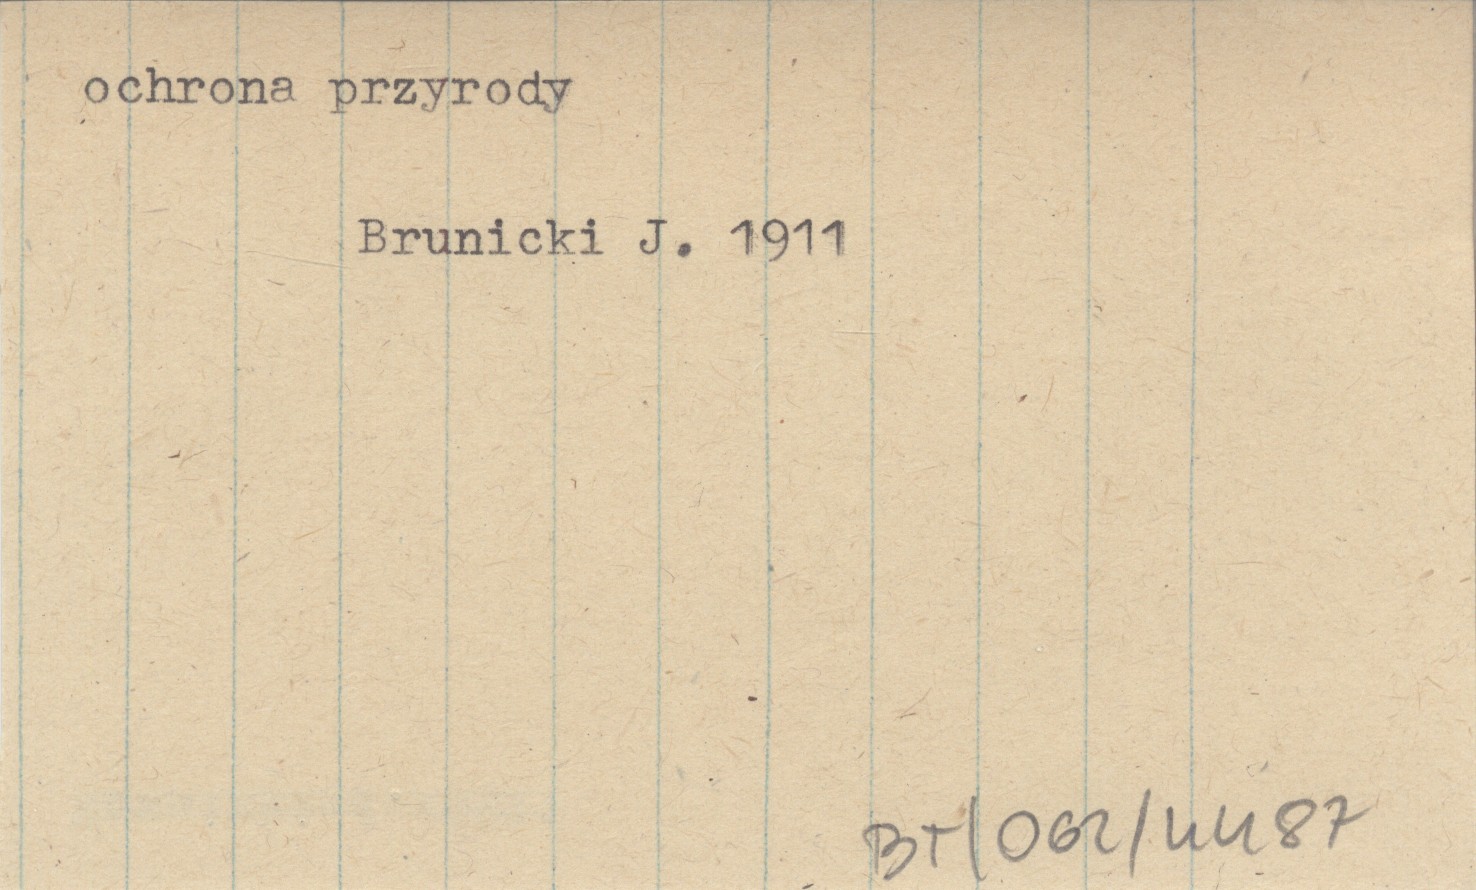 ochrona przyrody
Brunicki J. 1911
BT/062/4487